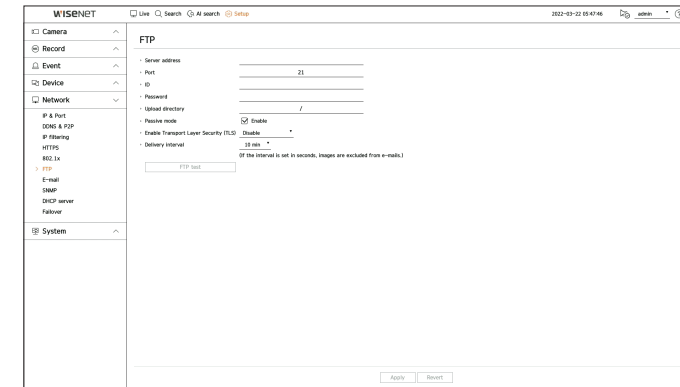 WISENET
Live Search AI search Setup
2022-03-22 05:47:46 admin
Camera
Record
Event
Device
Network
IP & Port
DDNS & P2P
IP filtering
HTTPS
802.1x
FTP
E-mail
SNMP
DHCP server
Failover
System
FTP
Server address
Port 21
ID
Password
Upload directory /
Passive mode Enable
Enable Transport Layer Security (TLS) Disable
Delivery interval 10 min
(If the interval is set in seconds, images are excluded from e-mails.)
FTP test
Apply Revert